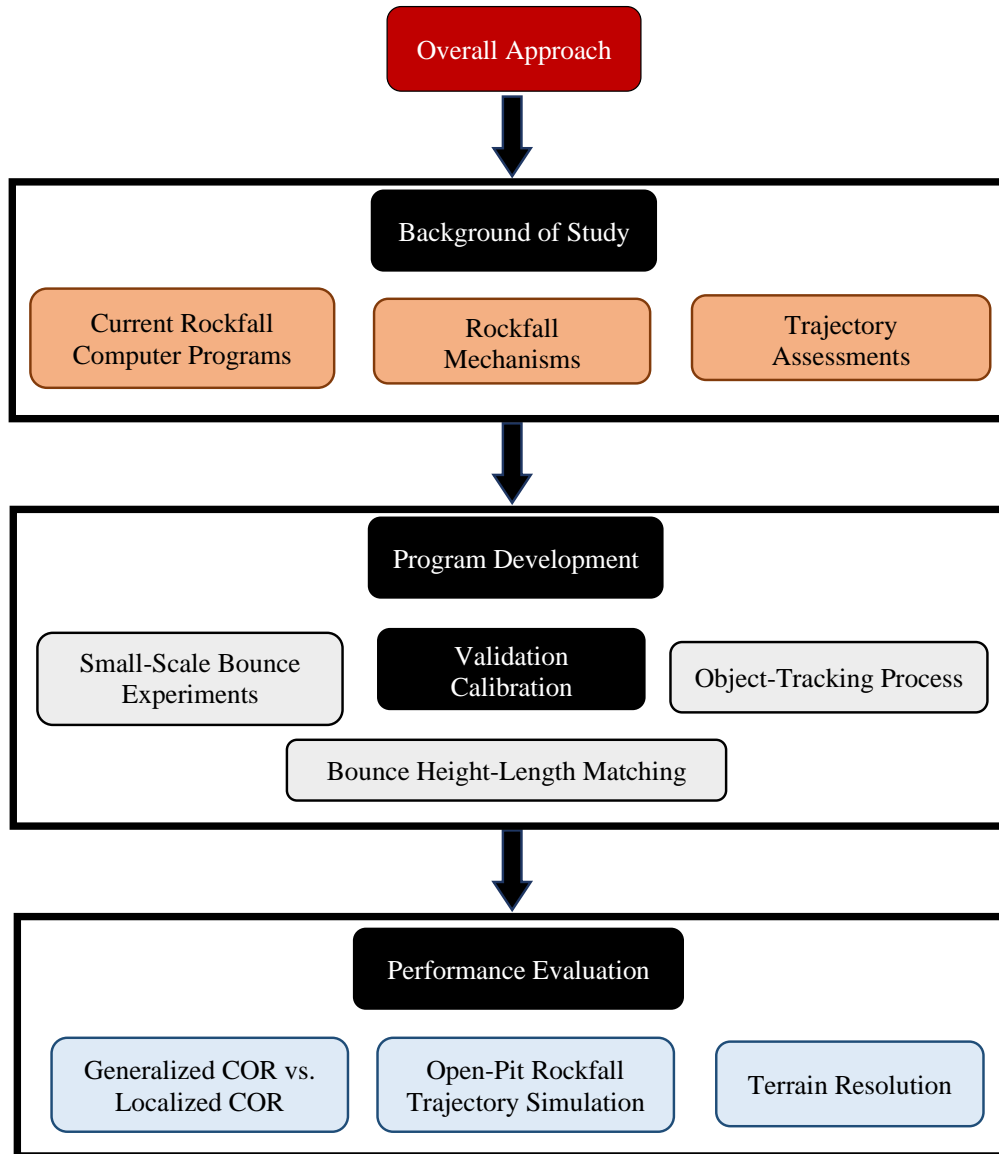 Overall Approach
Background of Study
Current Rockfall
Computer Programs
Rockfall
Mechanisms
Trajectory
Assessments
Program Development
Small-Scale Bounce
Experiments
Validation
Calibration
Object-Tracking Process
Bounce Height-Length Matching
Performance Evaluation
Generalized COR vs.
Localized COR
Open-Pit Rockfall
Trajectory Simulation
Terrain Resolution